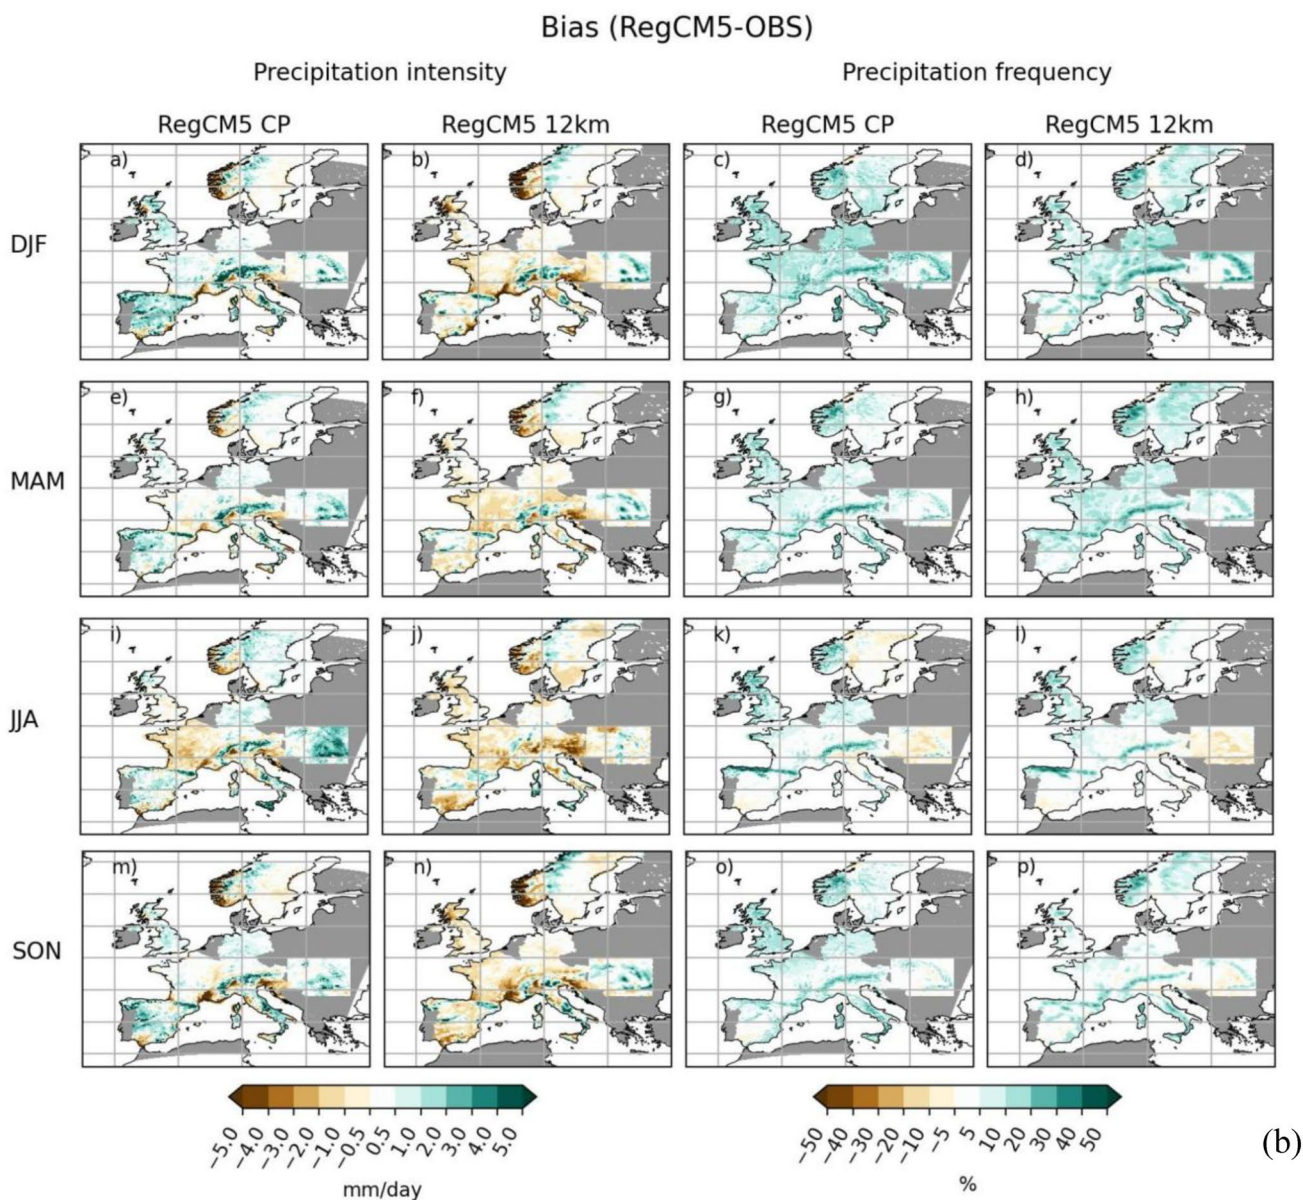 Bias (RegCM5-OBS)
Precipitation intensity Precipitation frequency
RegCM5 CP RegCM5 12km RegCM5 CP RegCM5 12km
DJF a) b) c) d)
MAM e) f) g) h)
JJA i) j) k) l)
SON m) n) o) p)
−5.0 −4.0 −3.0 −2.0 −1.0 −0.5 0.5 1.0 2.0 3.0 4.0 5.0
−50 −40 −30 −20 −10 −5 5 10 20 30 40 50
mm/day %
(b)